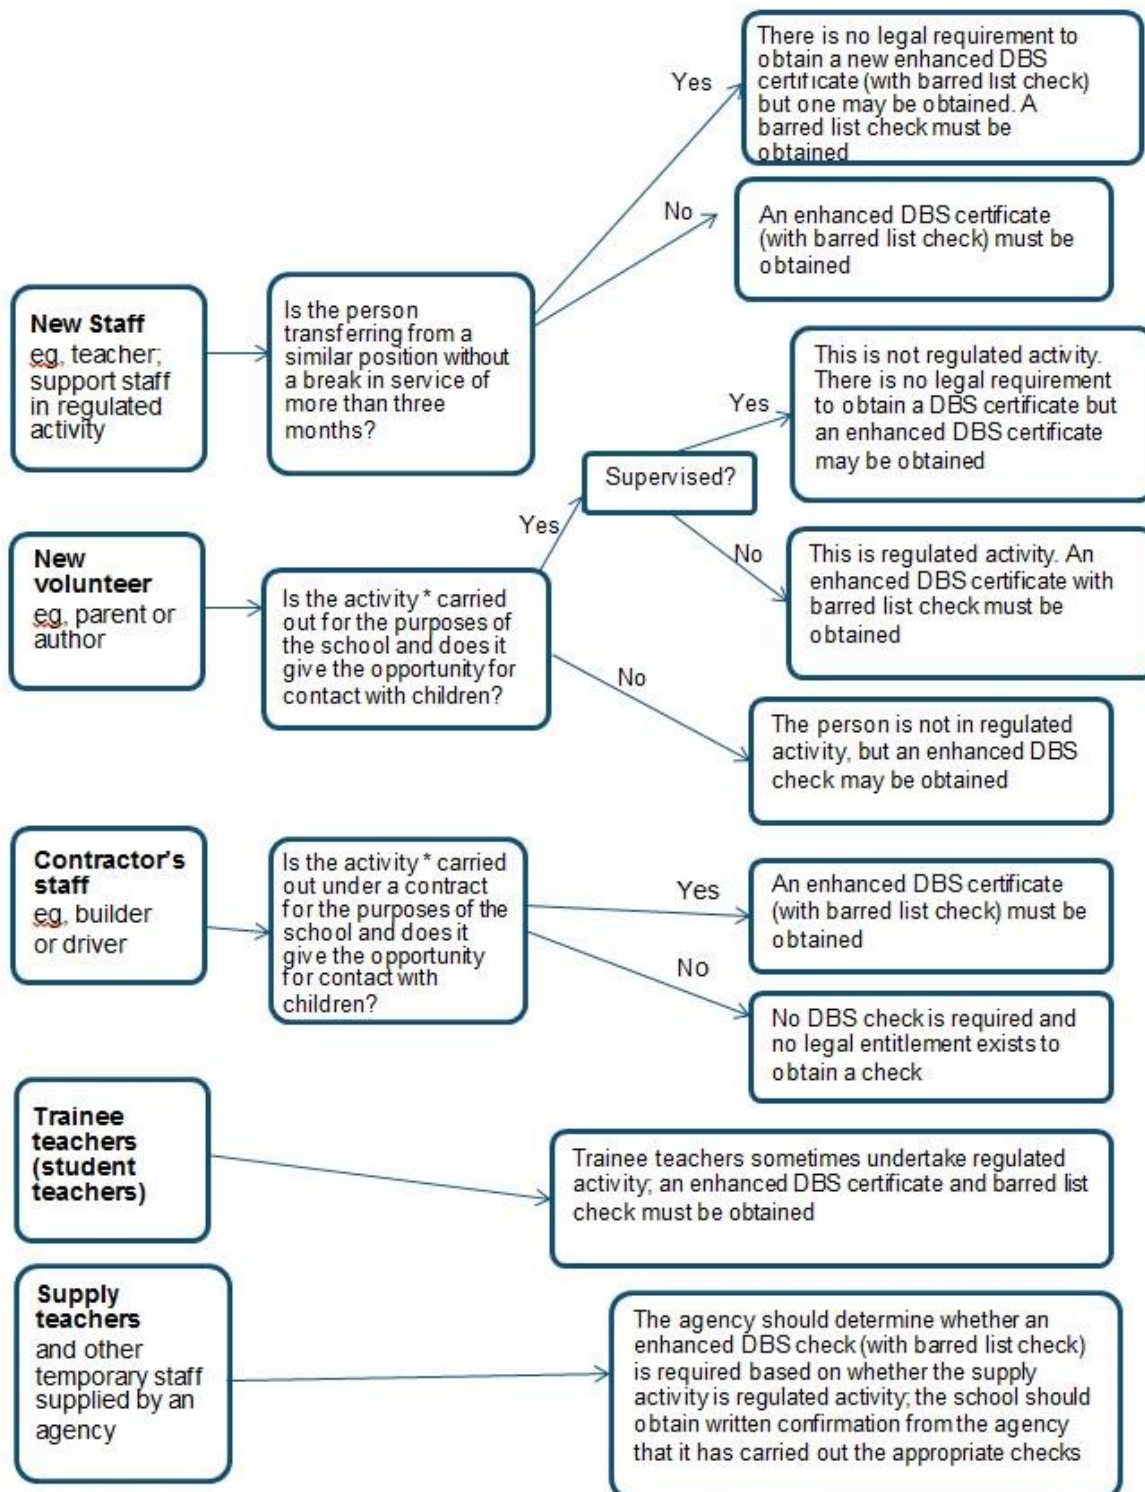 There is no legal requirement to
obtain a new enhanced DBS
certificate (with barred list check)
but one may be obtained. A
barred list check must be
obtained
Yes
No
An enhanced DBS certificate
(with barred list check) must be
obtained
New Staff
eg, teacher;
support staff
in regulated
activity
Is the person
transferring from a
similar position without
a break in service of
more than three
months?
This is not regulated activity.
There is no legal requirement
to obtain a DBS certificate but
an enhanced DBS certificate
may be obtained
Yes
Supervised?
Yes
No
This is regulated activity. An
enhanced DBS certificate with
barred list check must be
obtained
New
volunteer
eg, parent or
author
Is the activity * carried
out for the purposes of
the school and does it
give the opportunity for
contact with children?
No
The person is not in regulated
activity, but an enhanced DBS
check may be obtained
Contractor's
staff
eg, builder
or driver
Is the activity * carried
out under a contract
for the purposes of the
school and does it
give the opportunity
for contact with
children?
Yes
An enhanced DBS certificate
(with barred list check) must be
obtained
No
No DBS check is required and
no legal entitlement exists to
obtain a check
Trainee
teachers
(student
teachers)
Trainee teachers sometimes undertake regulated
activity; an enhanced DBS certificate and barred list
check must be obtained
Supply
teachers
and other
temporary staff
supplied by an
agency
The agency should determine whether an
enhanced DBS check (with barred list check)
is required based on whether the supply
activity is regulated activity; the school should
obtain written confirmation from the agency
that it has carried out the appropriate checks